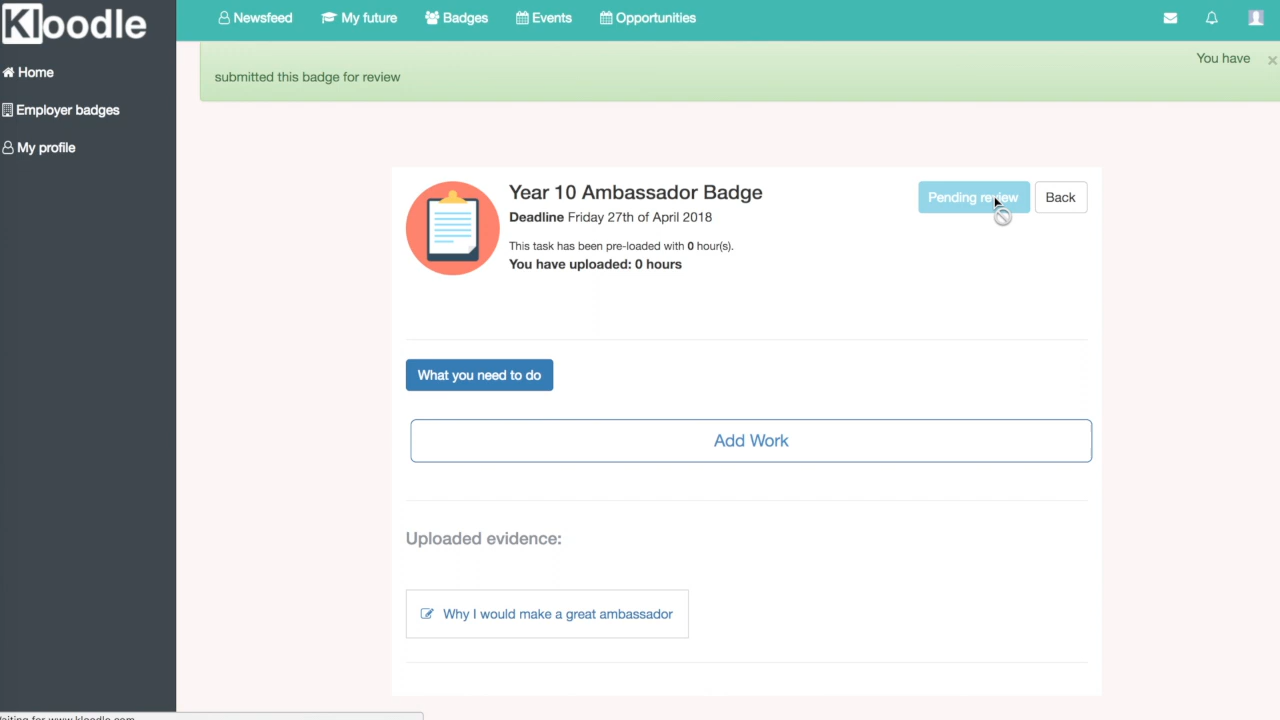 Kloodle
Newsfeed My future Badges Events Opportunities
Home
Employer badges
My profile
You have ×
submitted this badge for review
Year 10 Ambassador Badge
Pending review Back
Deadline Friday 27th of April 2018
This task has been pre-loaded with 0 hour(s).
You have uploaded: 0 hours
What you need to do
Add Work
Uploaded evidence:
Why I would make a great ambassador